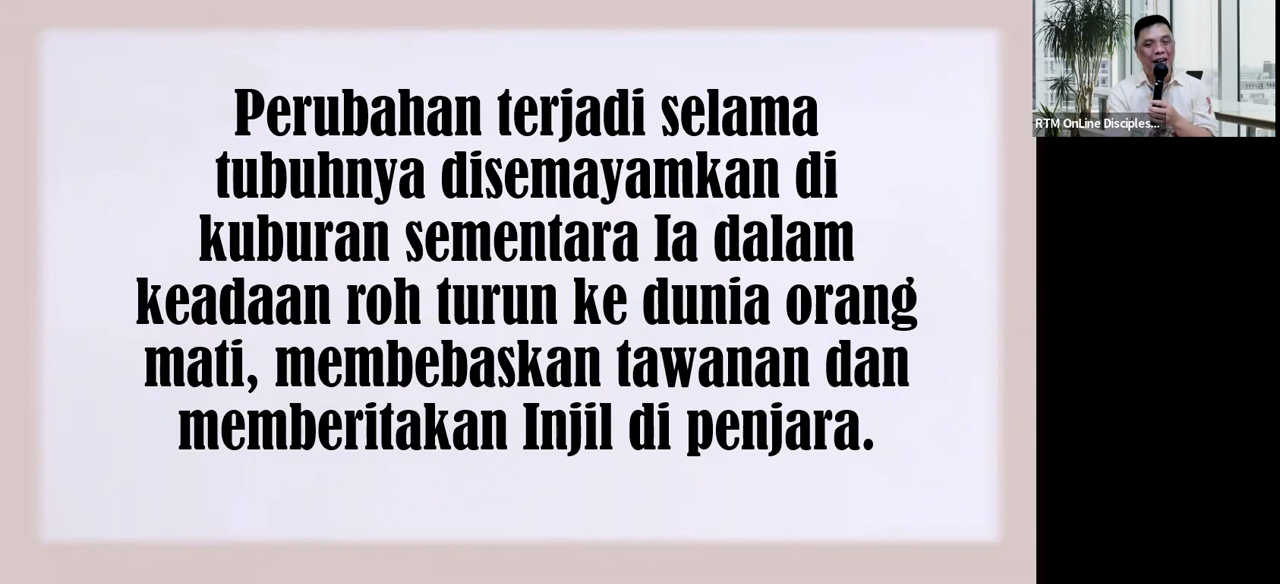 Perubahan terjadi selama
tubuhnya disemayamkan di
kuburan sementara Ia dalam
keadaan roh turun ke dunia orang
mati, membebaskan tawanan dan
memberitakan Injil di penjara.
RTM OnLine Disciples...